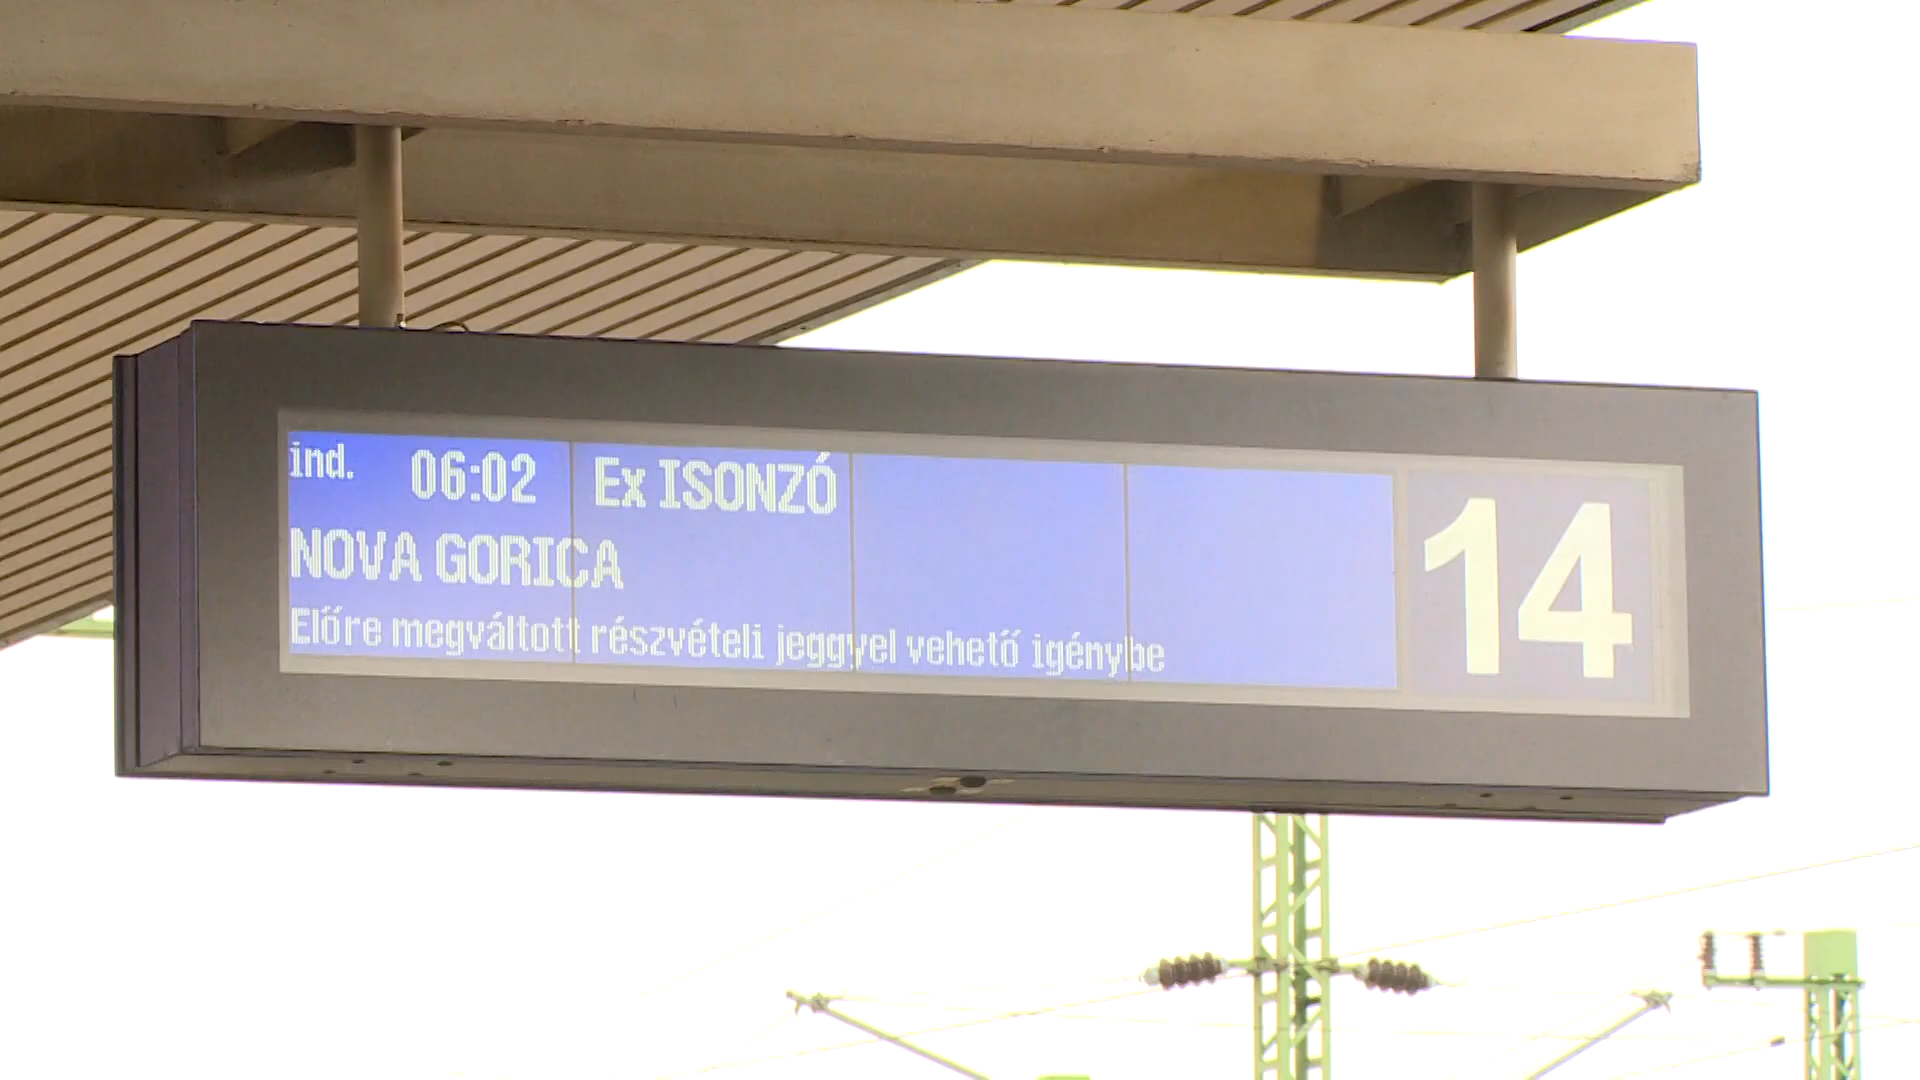 ind. 06:02 Ex ISONZÓ
NOVA GORICA
Előre megváltott részvételi jeggyel vehető igénybe
14